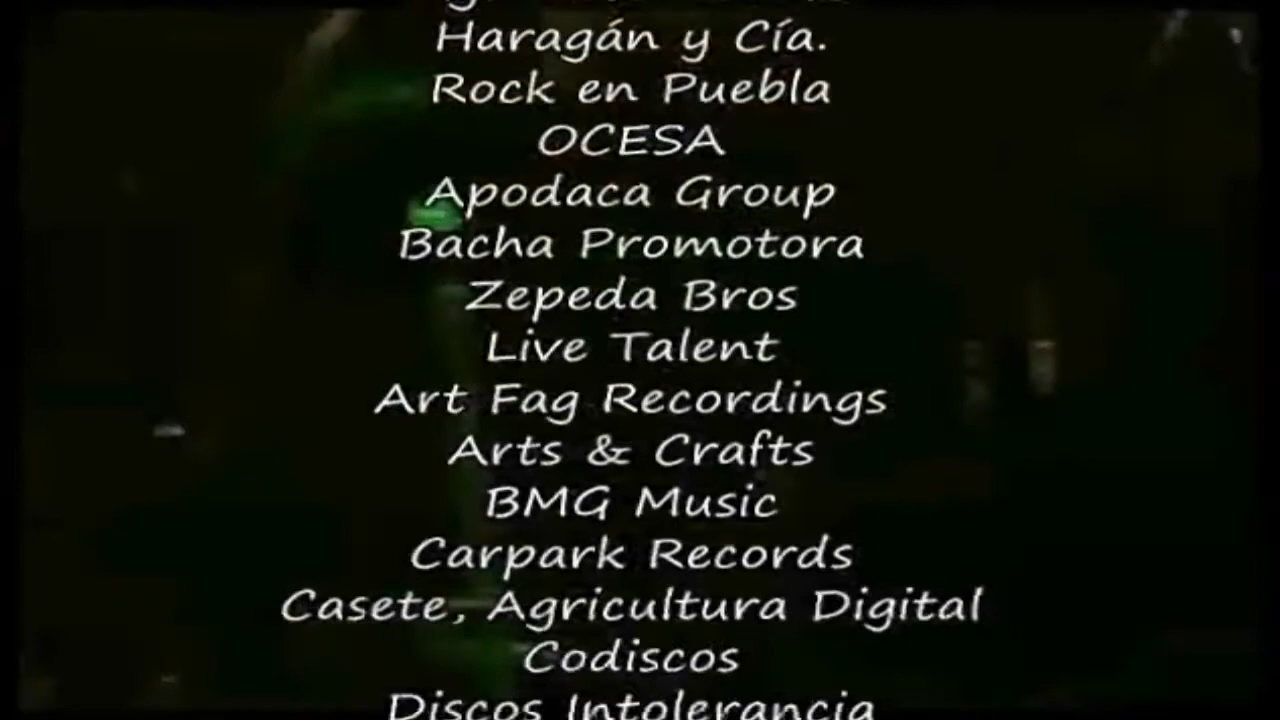 Haragán y Cía.
Rock en Puebla
OCESA
Apodaca Group
Bacha Promotora
Zepeda Bros
Live Talent
Art Fag Recordings
Arts & Crafts
BMG Music
Carpark Records
Casete, Agricultura Digital
Codiscos
Discos Intolerancia